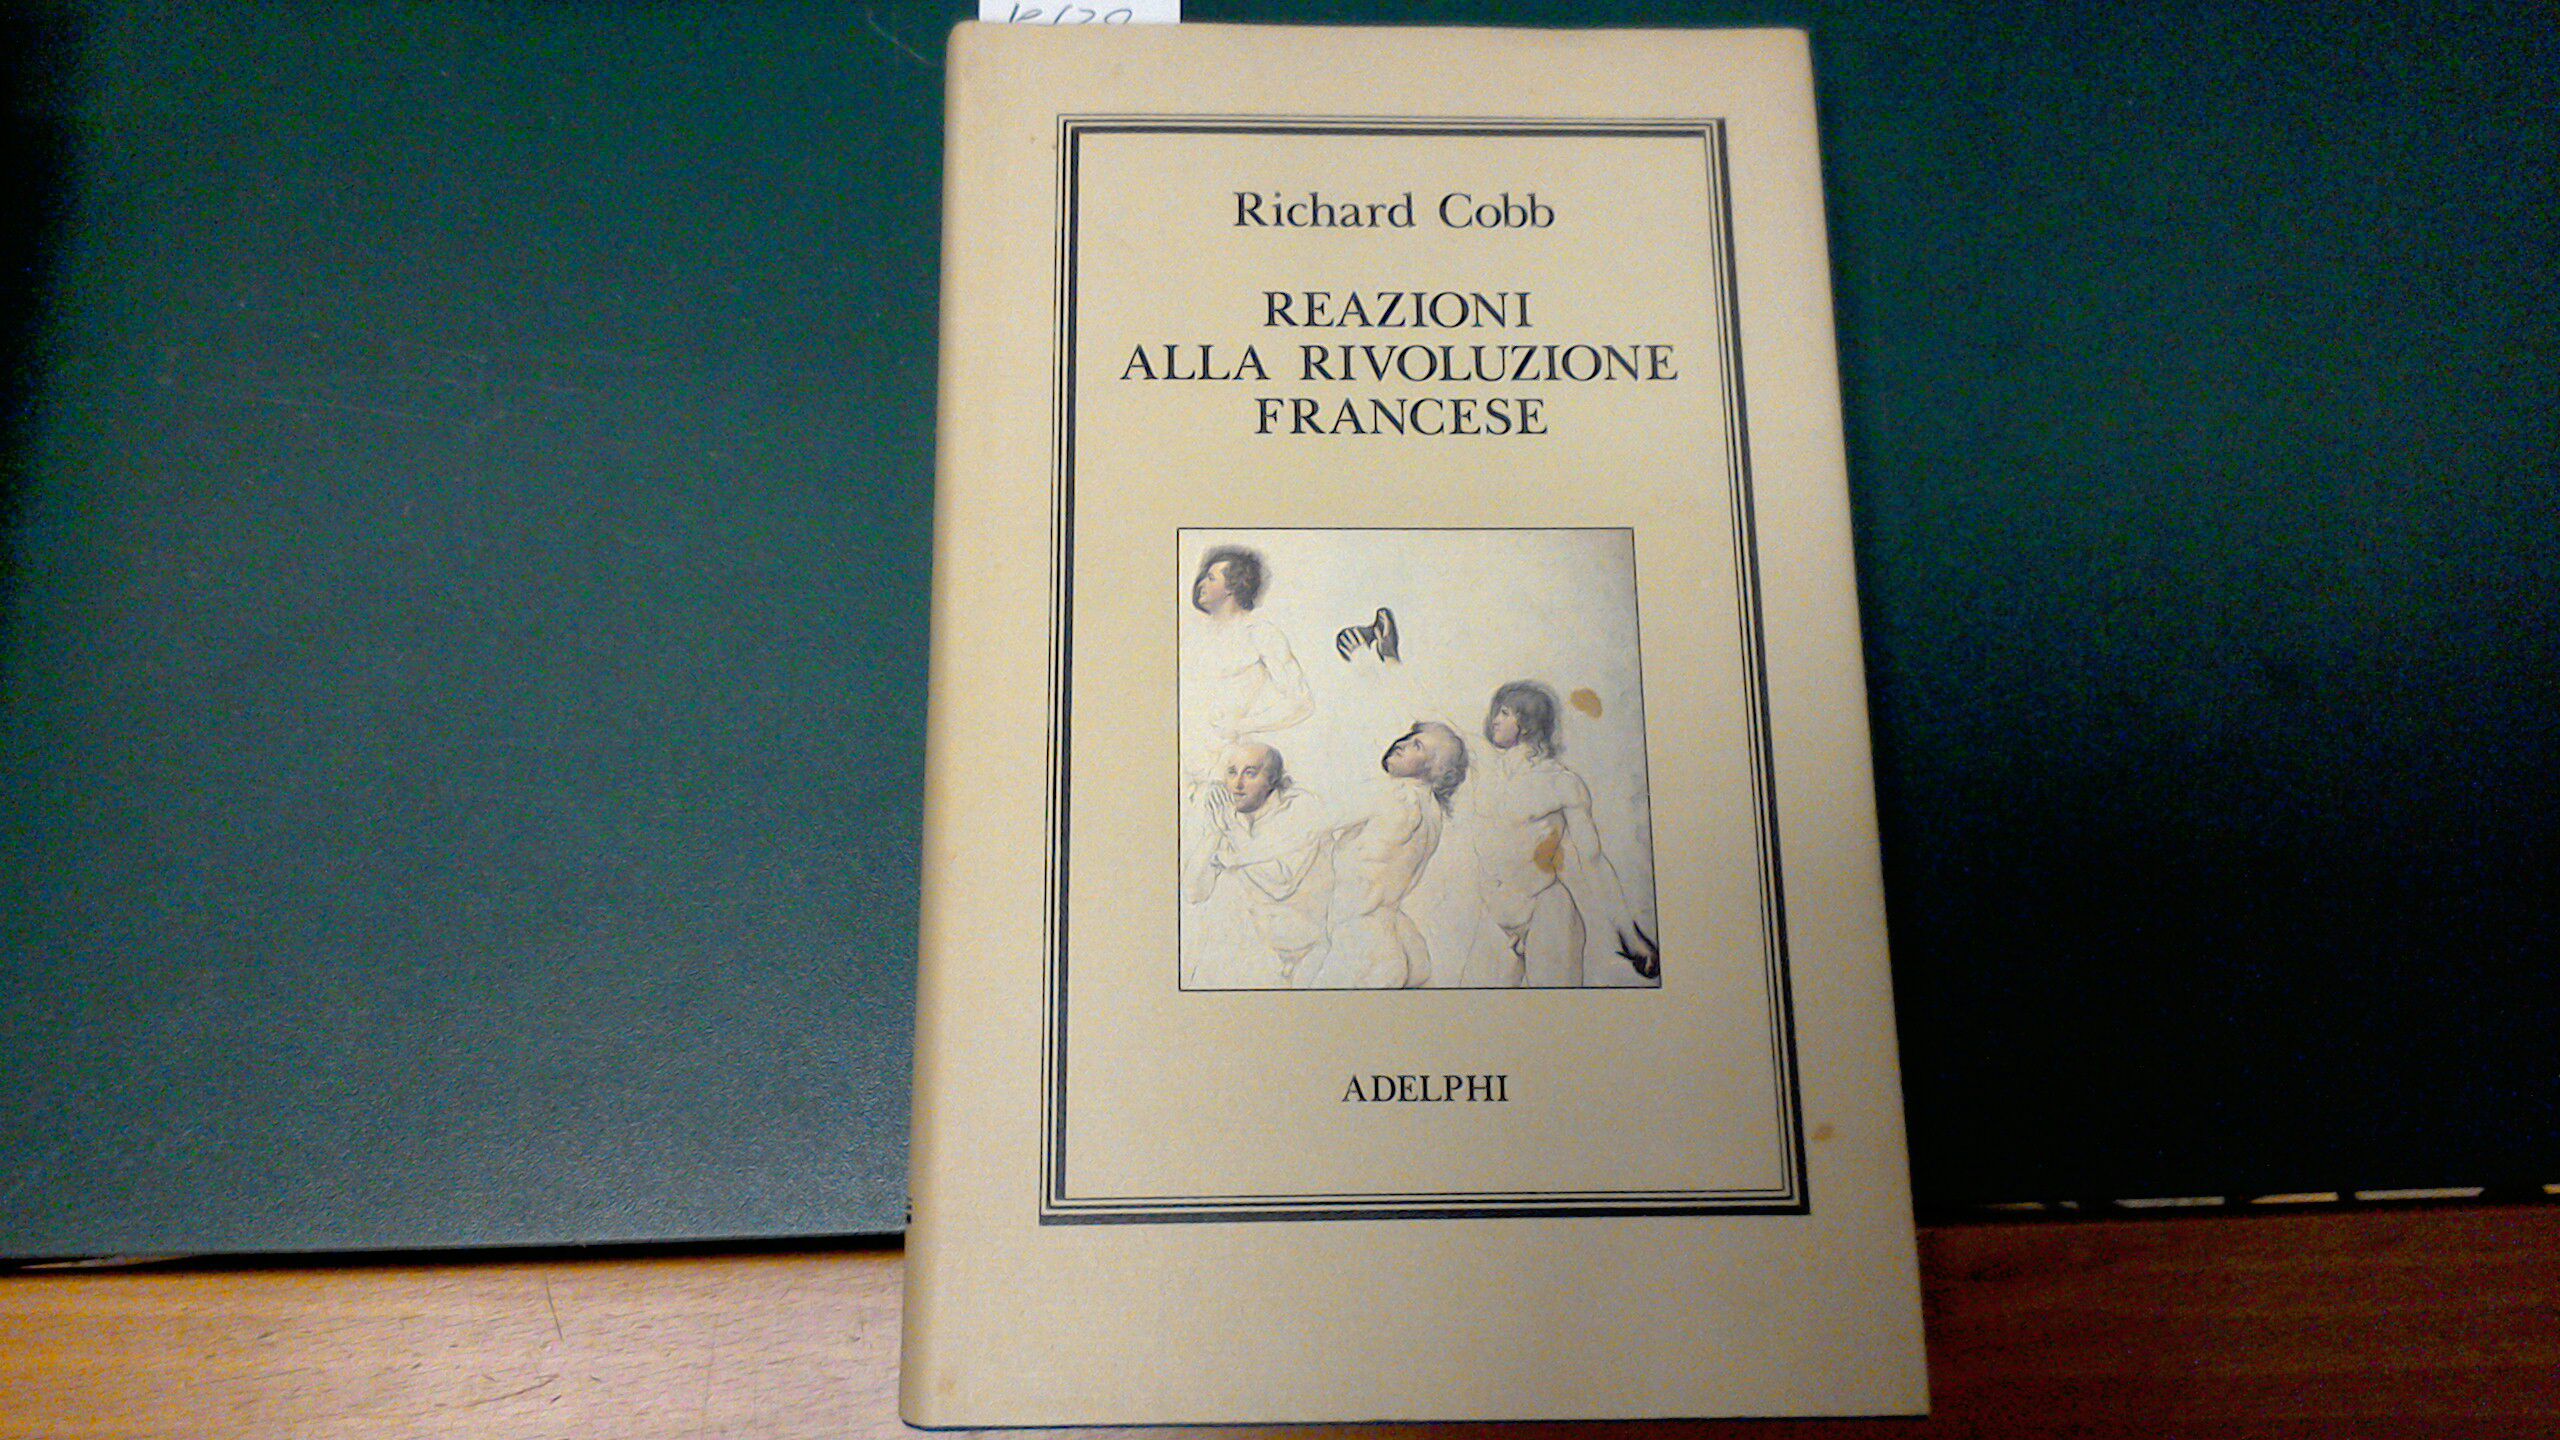 Richard Cobb
REAZIONI
ALLA RIVOLUZIONE
FRANCESE
ADELPHI